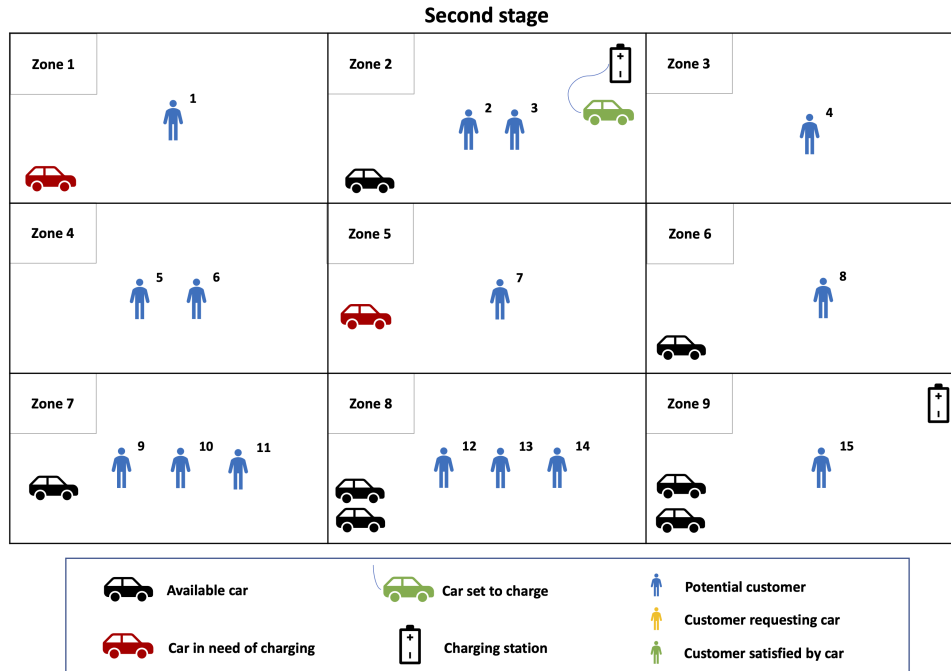 Second stage
Zone 1
1
Zone 2
2
3
+
I
Zone 3
4
Zone 4
5
6
Zone 5
7
Zone 6
8
Zone 7
9
10
11
Zone 8
12
13
14
Zone 9
15
+
I
Available car
Car set to charge
Potential customer
Customer requesting car
Car in need of charging
+
I
Charging station
Customer satisfied by car